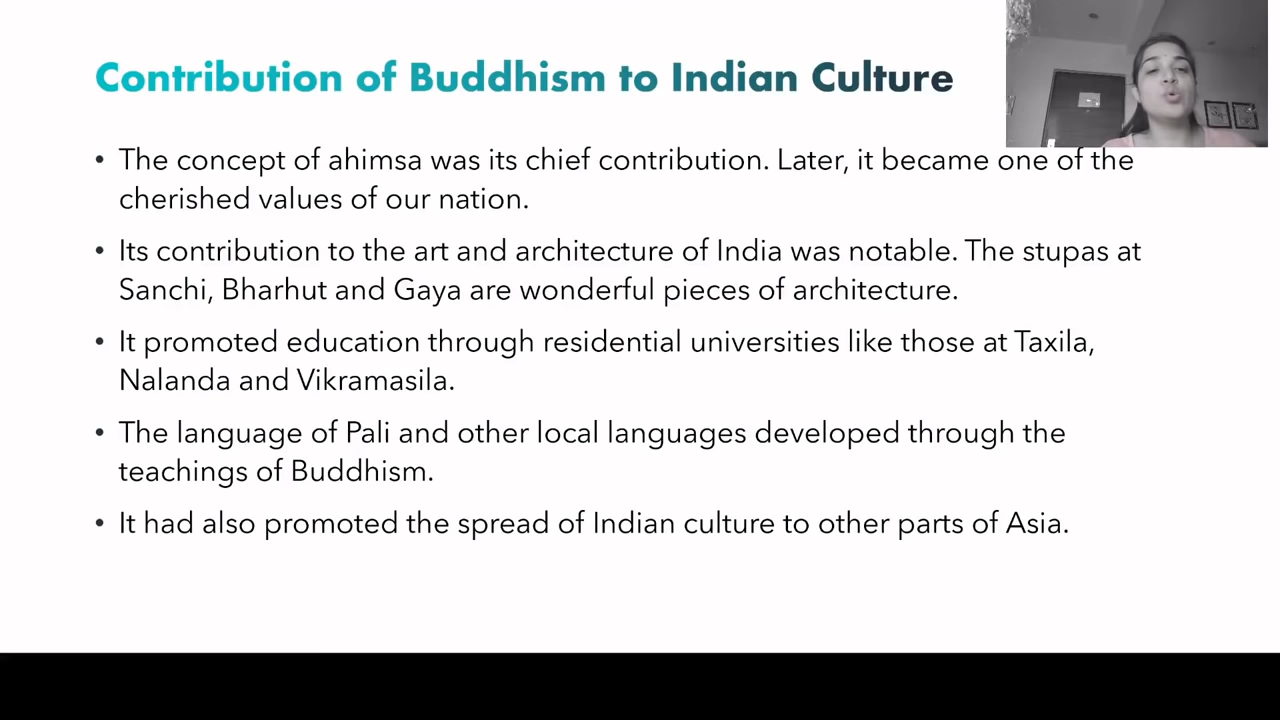 Contribution of Buddhism to Indian Culture
• The concept of ahimsa was its chief contribution. Later, it became one of the
cherished values of our nation.
• Its contribution to the art and architecture of India was notable. The stupas at
Sanchi, Bharhut and Gaya are wonderful pieces of architecture.
• It promoted education through residential universities like those at Taxila,
Nalanda and Vikramasila.
• The language of Pali and other local languages developed through the
teachings of Buddhism.
• It had also promoted the spread of Indian culture to other parts of Asia.